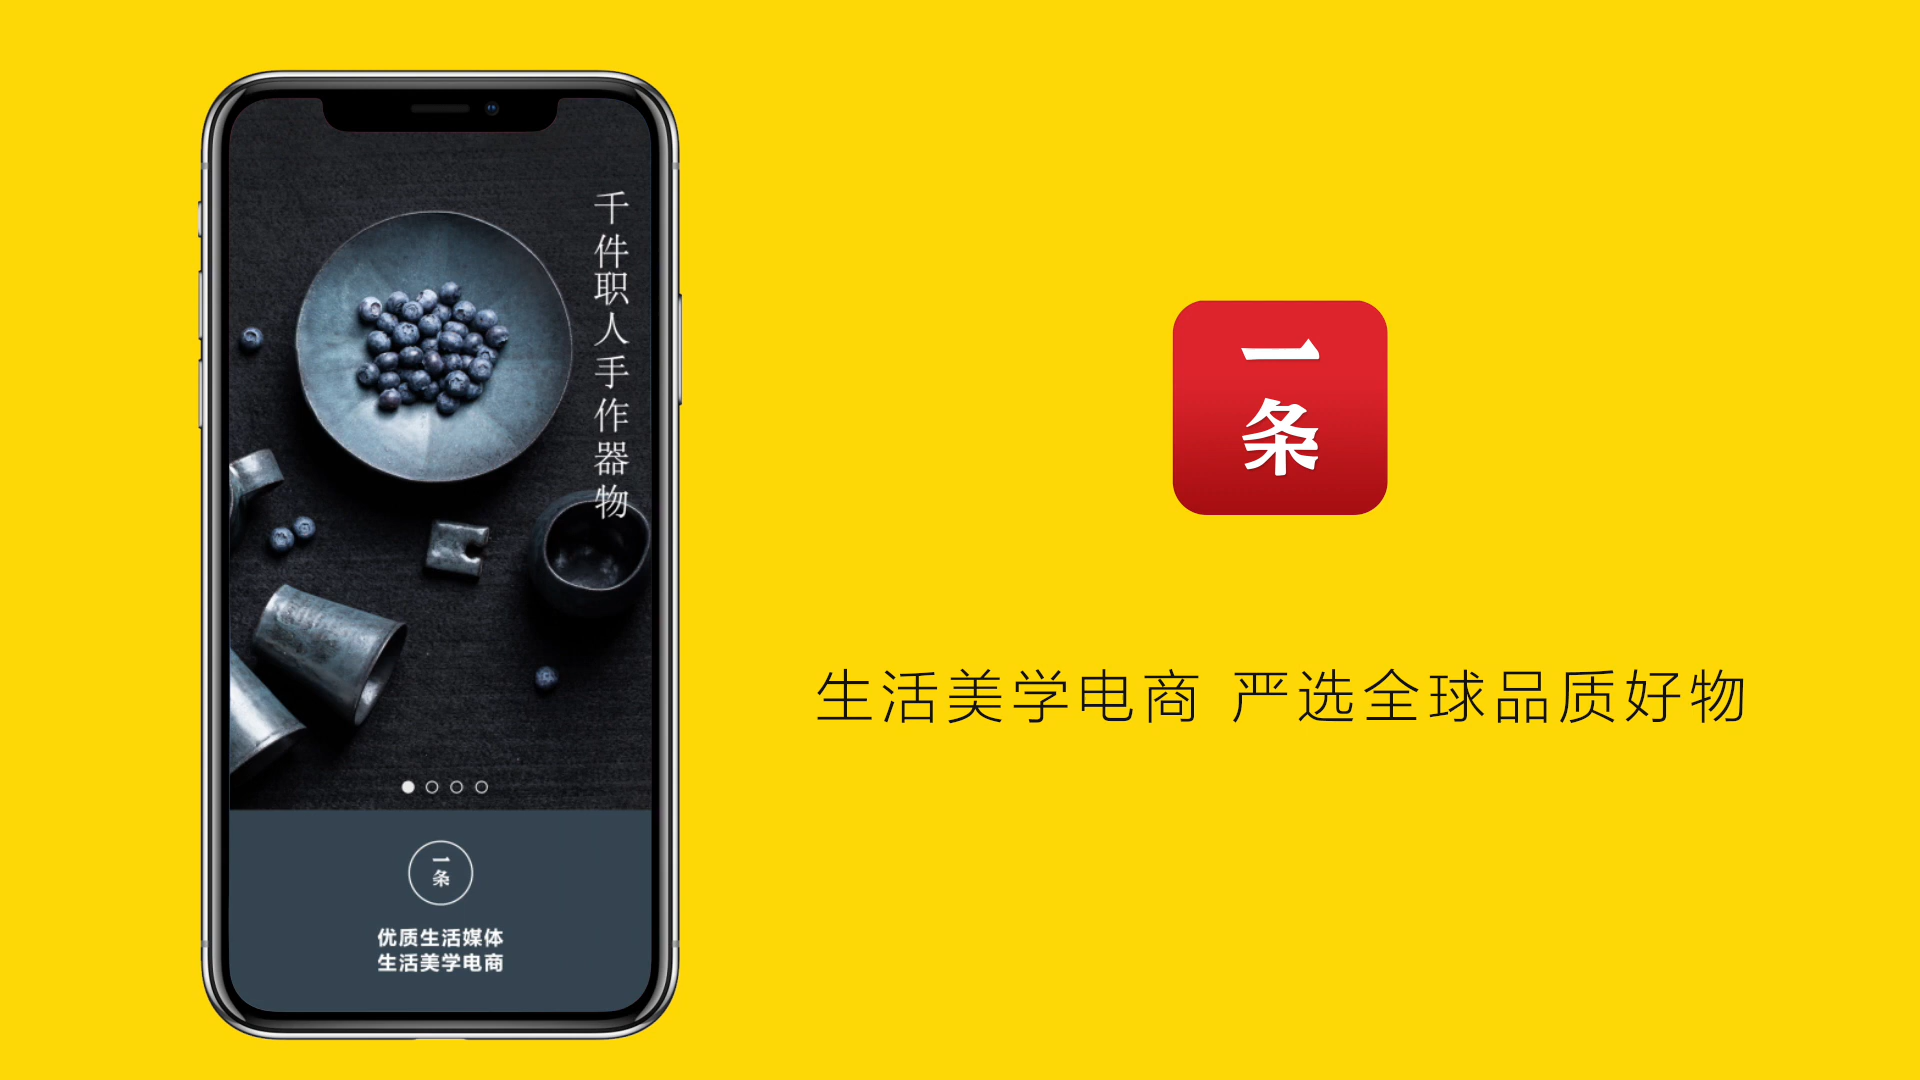 千件职人手作器物
一条
优质生活媒体
生活美学电商
一条
生活美学电商 严选全球品质好物